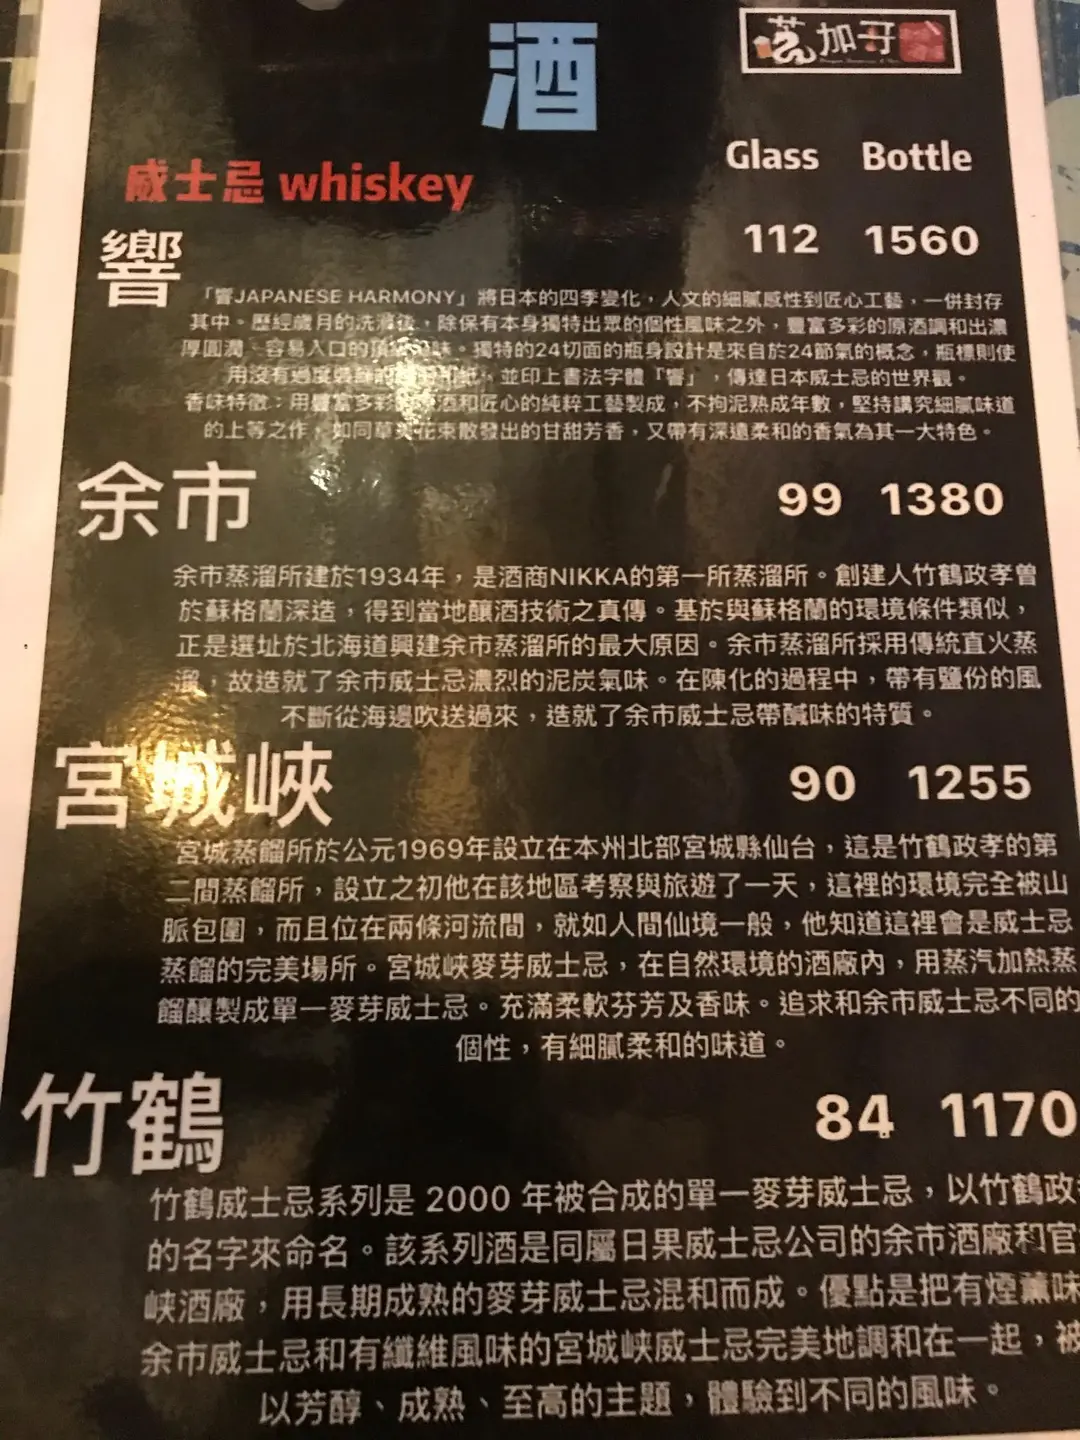 酒
加哥
Glass Bottle
威士忌 whiskey
響 112 1560
「響JAPANESE HARMONY」將日本的四季變化，人文的細膩感性到匠心工藝，一併封存
其中。歷經歲月的洗滌後，除保有本身獨特出眾的個性風味之外，豐富多彩的原酒調和出濃
厚圓潤、容易入口的頂級風味。獨特的24切面的瓶身設計是來自於24節氣的概念，瓶標則使
用沒有過度裝飾的和紙，並印上書法字體「響」，傳達日本威士忌的世界觀。
香味特徵：用豐富多彩的原酒和匠心的純粹工藝製成，不拘泥熟成年數，堅持講究細膩味道
的上等之作，如同草與花束散發出的甘甜芳香，又帶有深遠柔和的香氣為其一大特色。
余市 99 1380
余市蒸溜所建於1934年，是酒商NIKKA的第一所蒸溜所。創建人竹鶴政孝曾
於蘇格蘭深造，得到當地釀酒技術之真傳。基於與蘇格蘭的環境條件類似，
正是選址於北海道興建余市蒸溜所的最大原因。余市蒸溜所採用傳統直火蒸
溜，故造就了余市威士忌濃烈的泥炭氣味。在陳化的過程中，帶有鹽份的風
不斷從海邊吹送過來，造就了余市威士忌帶鹹味的特質。
宮城峽 90 1255
宮城蒸餾所於公元1969年設立在本州北部宮城縣仙台，這是竹鶴政孝的第
二間蒸餾所，設立之初他在該地區考察與旅遊了一天，這裡的環境完全被山
脈包圍，而且位在兩條河流間，就如人間仙境一般，他知道這裡會是威士忌
蒸餾的完美場所。宮城峽麥芽威士忌，在自然環境的酒廠內，用蒸汽加熱蒸
餾釀製成單一麥芽威士忌。充滿柔軟芬芳及香味。追求和余市威士忌不同的
個性，有細膩柔和的味道。
竹鶴 84 1170
竹鶴威士忌系列是 2000 年被合成的單一麥芽威士忌，以竹鶴政
的名字來命名。該系列酒是同屬日果威士忌公司的余市酒廠和官
峽酒廠，用長期成熟的麥芽威士忌混和而成。優點是把有煙薰味
余市威士忌和有纖維風味的宮城峽威士忌完美地調和在一起，被
以芳醇、成熟、至高的主題，體驗到不同的風味。